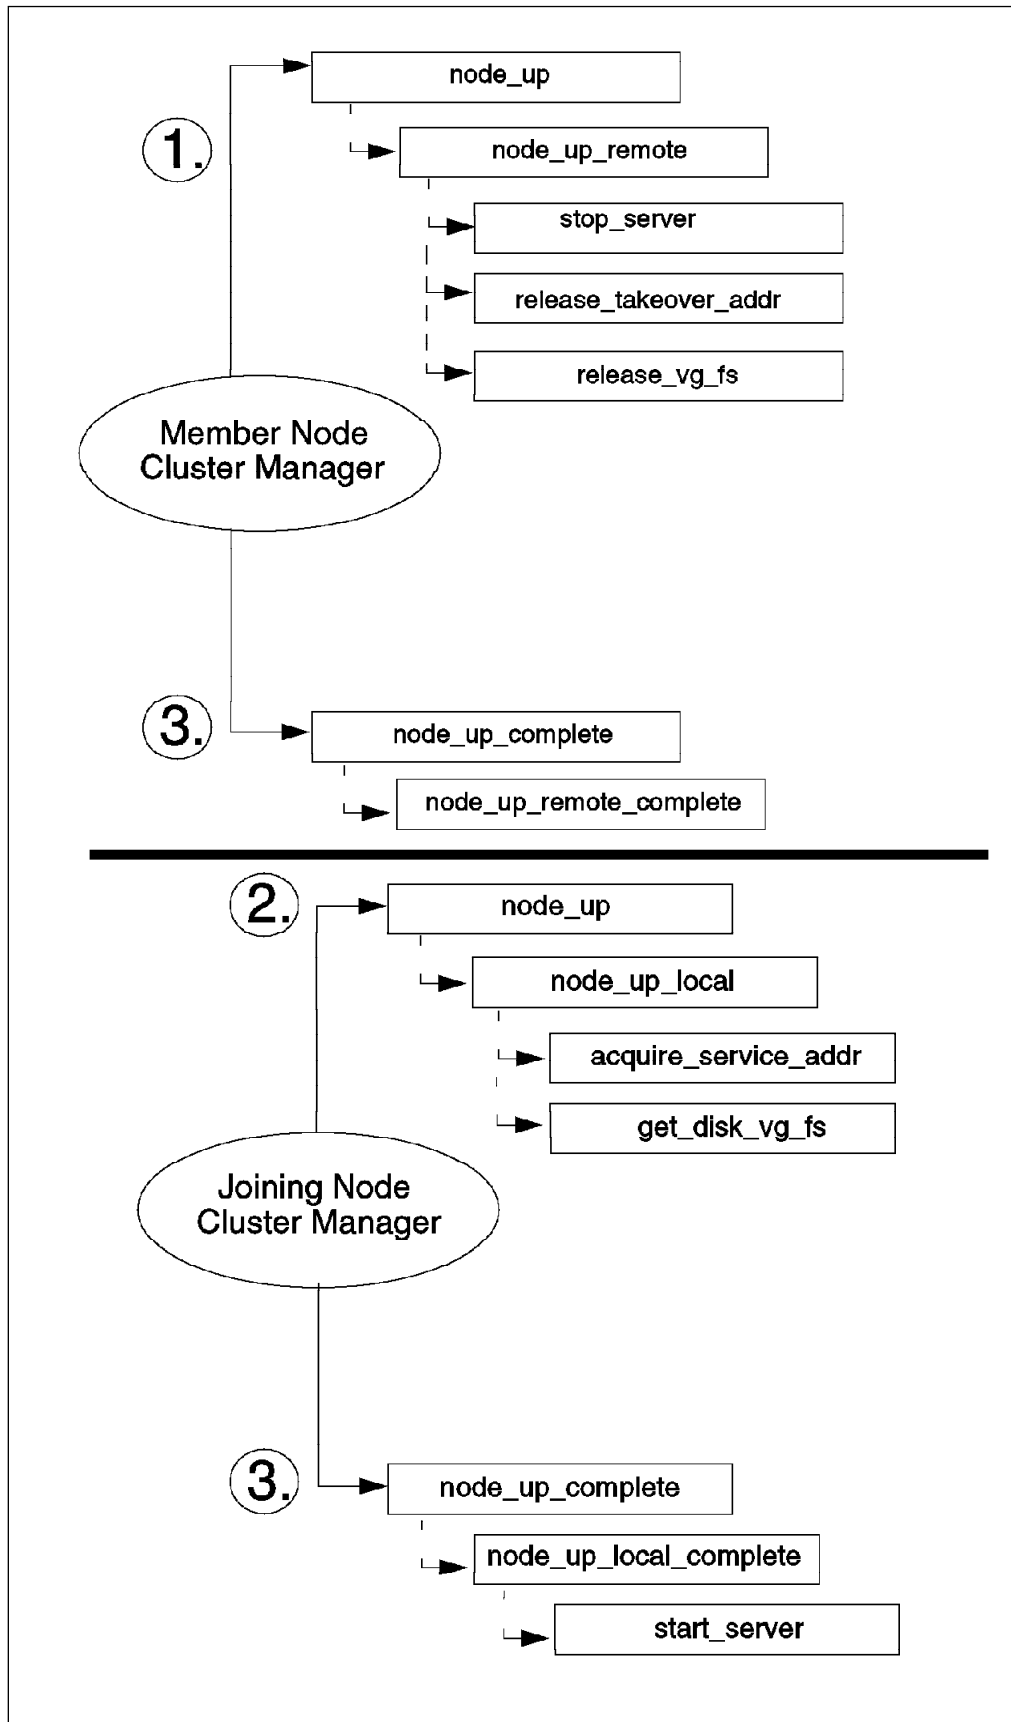 node_up
1.
node_up_remote
stop_server
release_takeover_addr
release_vg_fs
Member Node
Cluster Manager
3.
node_up_complete
node_up_remote_complete
2.
node_up
node_up_local
acquire_service_addr
get_disk_vg_fs
Joining Node
Cluster Manager
3.
node_up_complete
node_up_local_complete
start_server